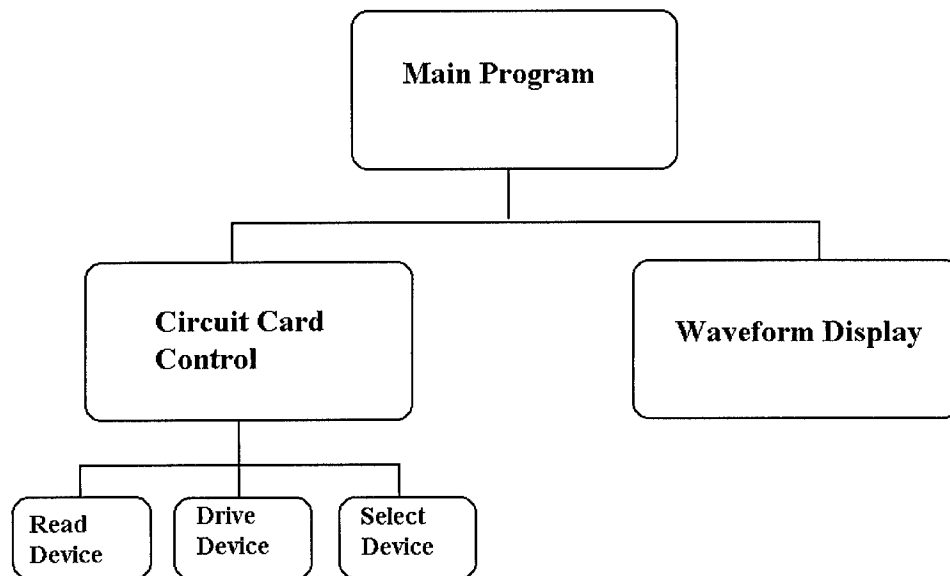 Main Program
Circuit Card
Control
Waveform Display
Read
Device
Drive
Device
Select
Device